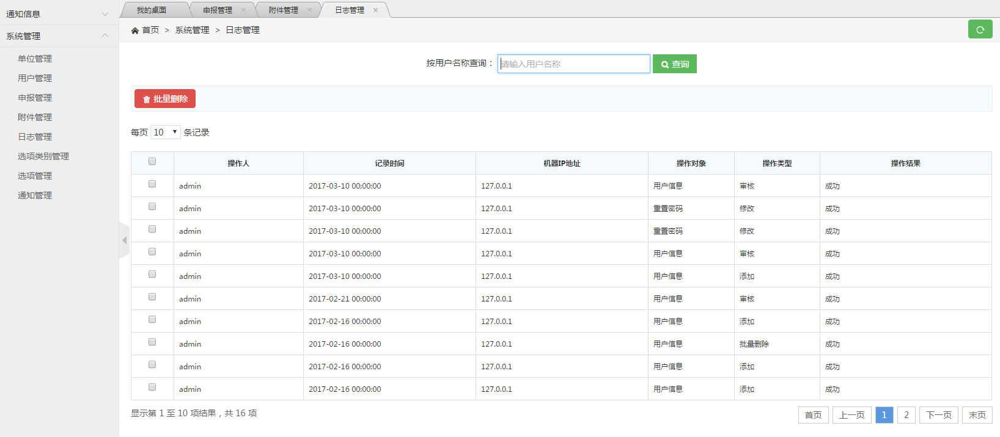 通知信息
系统管理
单位管理
用户管理
申报管理
附件管理
日志管理
选项类别管理
选项管理
通知管理
我的桌面 申报管理 × 附件管理 × 日志管理 ×
首页 > 系统管理 > 日志管理
按用户名称查询： 请输入用户名称 查询
批量删除
每页 10 条记录
操作人 记录时间 机器IP地址 操作对象 操作类型 操作结果
admin 2017-03-10 00:00:00 127.0.0.1 用户信息 审核 成功
admin 2017-03-10 00:00:00 127.0.0.1 重置密码 修改 成功
admin 2017-03-10 00:00:00 127.0.0.1 重置密码 修改 成功
admin 2017-03-10 00:00:00 127.0.0.1 用户信息 审核 成功
admin 2017-03-10 00:00:00 127.0.0.1 用户信息 添加 成功
admin 2017-02-21 00:00:00 127.0.0.1 用户信息 审核 成功
admin 2017-02-16 00:00:00 127.0.0.1 用户信息 添加 成功
admin 2017-02-16 00:00:00 127.0.0.1 用户信息 批量删除 成功
admin 2017-02-16 00:00:00 127.0.0.1 用户信息 添加 成功
admin 2017-02-16 00:00:00 127.0.0.1 用户信息 添加 成功
显示第 1 至 10 项结果，共 16 项 首页 上一页 1 2 下一页 末页